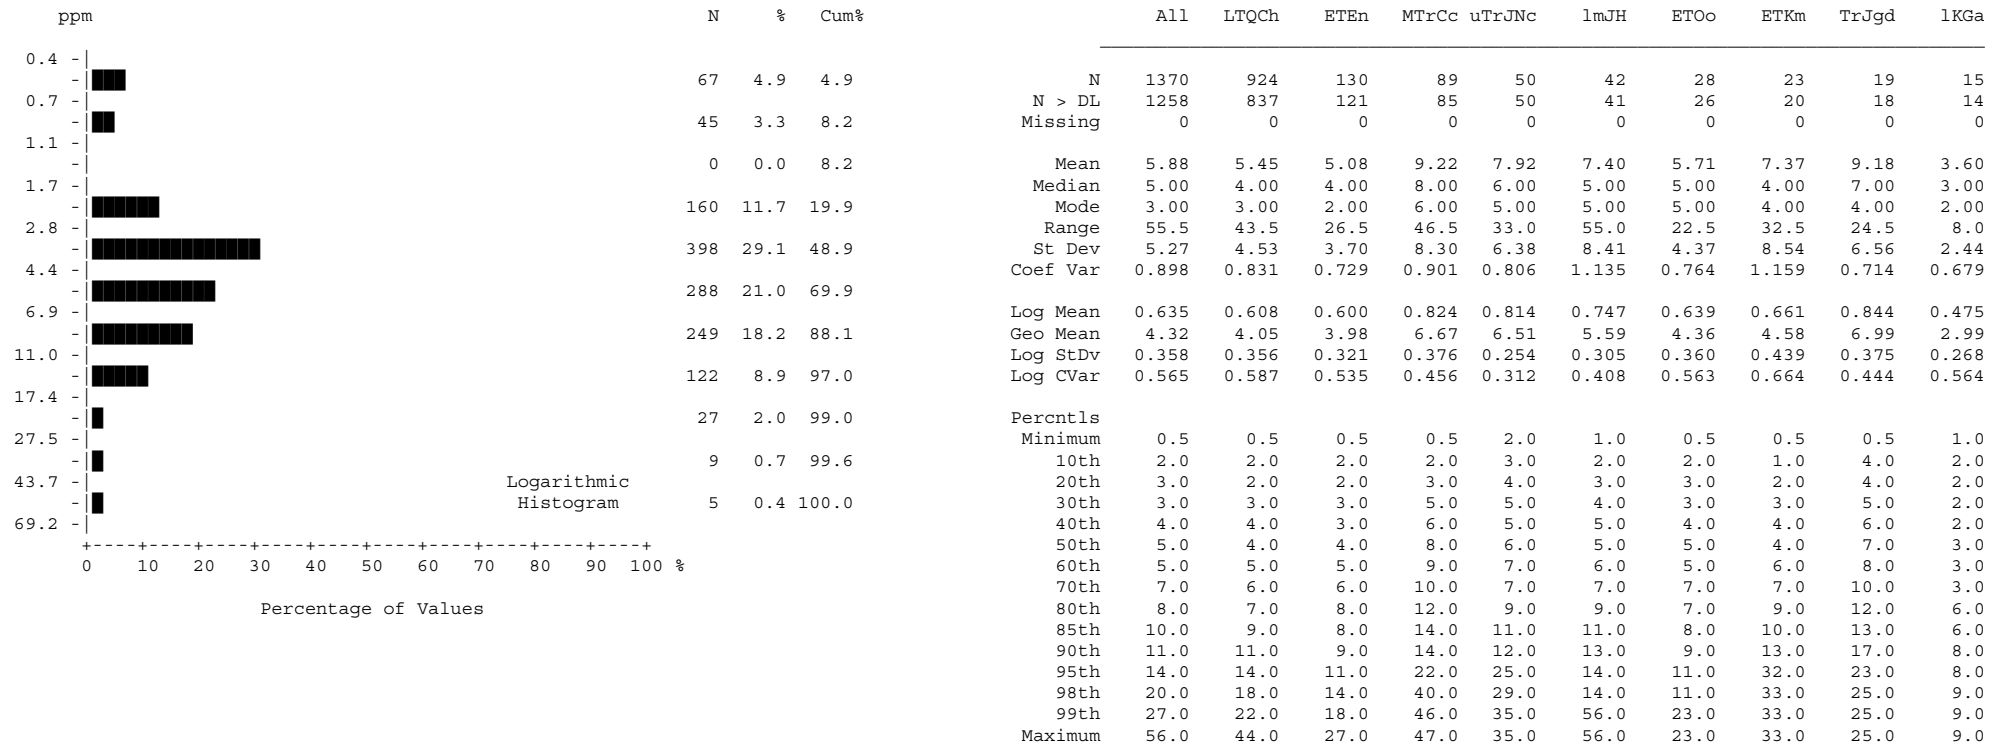 ppm N % Cum% All LTQCh ETEn MTrCc uTrJNc lmJH ETOo ETKm TrJgd lKGa
0.4 -|
-| 67 4.9 4.9 N 1370 924 130 89 50 42 28 23 19 15
0.7 -| N > DL 1258 837 121 85 50 41 26 20 18 14
-| 45 3.3 8.2 Missing 0 0 0 0 0 0 0 0 0 0
1.1 -|
-| 0 0.0 8.2 Mean 5.88 5.45 5.08 9.22 7.92 7.40 5.71 7.37 9.18 3.60
1.7 -| Median 5.00 4.00 4.00 8.00 6.00 5.00 5.00 4.00 7.00 3.00
-| 160 11.7 19.9 Mode 3.00 3.00 2.00 6.00 5.00 5.00 5.00 4.00 4.00 2.00
2.8 -| Range 55.5 43.5 26.5 46.5 33.0 55.0 22.5 32.5 24.5 8.0
-| 398 29.1 48.9 St Dev 5.27 4.53 3.70 8.30 6.38 8.41 4.37 8.54 6.56 2.44
4.4 -| Coef Var 0.898 0.831 0.729 0.901 0.806 1.135 0.764 1.159 0.714 0.679
-| 288 21.0 69.9
6.9 -| Log Mean 0.635 0.608 0.600 0.824 0.814 0.747 0.639 0.661 0.844 0.475
-| 249 18.2 88.1 Geo Mean 4.32 4.05 3.98 6.67 6.51 5.59 4.36 4.58 6.99 2.99
11.0 -| Log StDv 0.358 0.356 0.321 0.376 0.254 0.305 0.360 0.439 0.375 0.268
-| 122 8.9 97.0 Log CVar 0.565 0.587 0.535 0.456 0.312 0.408 0.563 0.664 0.444 0.564
17.4 -|
-| 27 2.0 99.0 Percntls
27.5 -| Minimum 0.5 0.5 0.5 0.5 2.0 1.0 0.5 0.5 0.5 1.0
-| 9 0.7 99.6 10th 2.0 2.0 2.0 2.0 3.0 2.0 2.0 1.0 4.0 2.0
43.7 -| Logarithmic 20th 3.0 2.0 2.0 3.0 4.0 3.0 3.0 2.0 4.0 2.0
-| Histogram 5 0.4 100.0 30th 3.0 3.0 3.0 5.0 5.0 4.0 3.0 3.0 5.0 2.0
69.2 -| 40th 4.0 4.0 3.0 6.0 5.0 5.0 4.0 4.0 6.0 2.0
+----+----+----+----+----+----+----+----+----+----+ 50th 5.0 4.0 4.0 8.0 6.0 5.0 5.0 4.0 7.0 3.0
0 10 20 30 40 50 60 70 80 90 100 % 60th 5.0 5.0 5.0 9.0 7.0 6.0 5.0 6.0 8.0 3.0
70th 7.0 6.0 6.0 10.0 7.0 7.0 7.0 7.0 10.0 3.0
Percentage of Values 80th 8.0 7.0 8.0 12.0 9.0 9.0 7.0 9.0 12.0 6.0
85th 10.0 9.0 8.0 14.0 11.0 11.0 8.0 10.0 13.0 6.0
90th 11.0 11.0 9.0 14.0 12.0 13.0 9.0 13.0 17.0 8.0
95th 14.0 14.0 11.0 22.0 25.0 14.0 11.0 32.0 23.0 8.0
98th 20.0 18.0 14.0 40.0 29.0 14.0 11.0 33.0 25.0 9.0
99th 27.0 22.0 18.0 46.0 35.0 56.0 23.0 33.0 25.0 9.0
Maximum 56.0 44.0 27.0 47.0 35.0 56.0 23.0 33.0 25.0 9.0